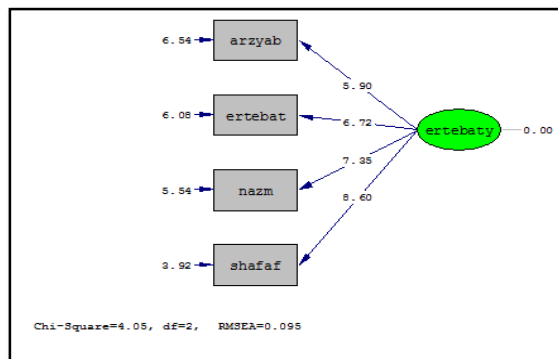 6.54 arzyab
5.90
6.08 ertebat 6.72 ertebaty 0.00
7.35
5.54 nazm
8.60
3.92 shafaf
Chi-Square=4.05, df=2, RMSEA=0.095